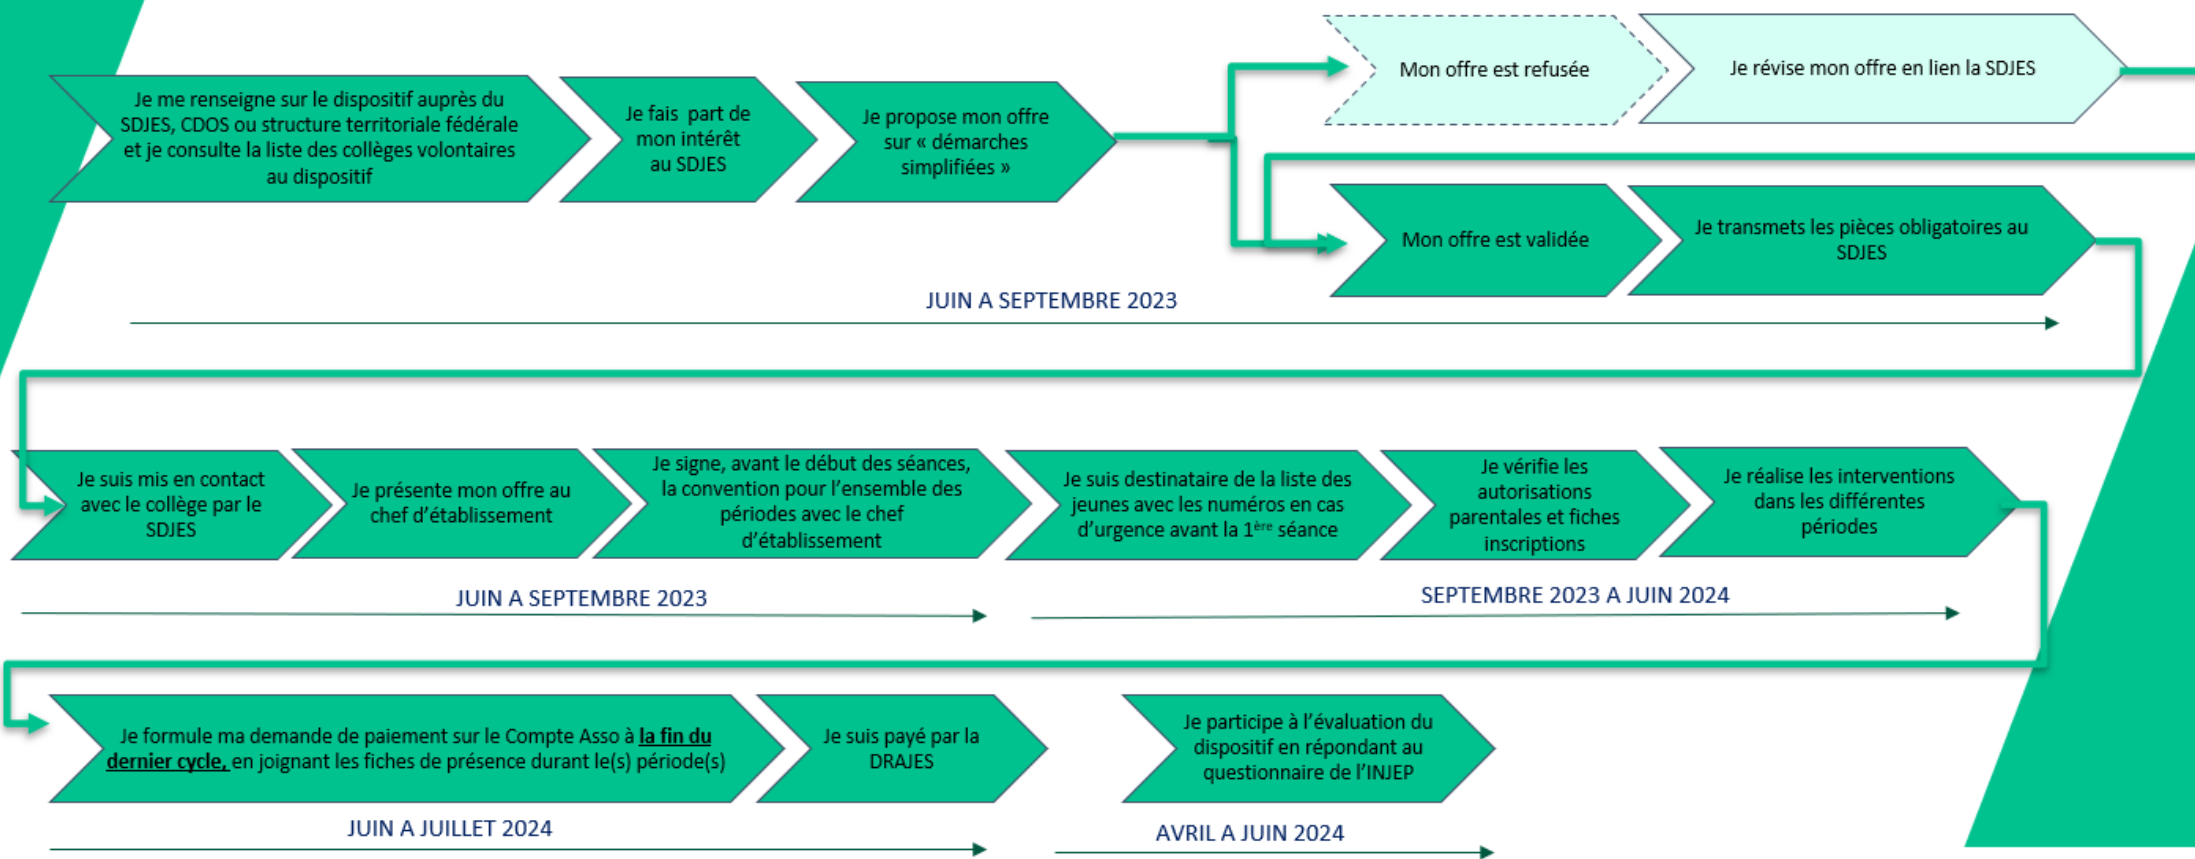 Je me renseigne sur le dispositif auprès du
SDJES, CDOS ou structure territoriale fédérale
et je consulte la liste des collèges volontaires
au dispositif
Je fais part de
mon intérêt
au SDJES
Je propose mon offre
sur « démarches
simplifiées »
Mon offre est refusée
Je révise mon offre en lien la SDJES
Mon offre est validée
Je transmets les pièces obligatoires au
SDJES
JUIN A SEPTEMBRE 2023
Je suis mis en contact
avec le collège par le
SDJES
Je présente mon offre au
chef d’établissement
Je signe, avant le début des séances,
la convention pour l’ensemble des
périodes avec le chef
d’établissement
Je suis destinataire de la liste des
jeunes avec les numéros en cas
d’urgence avant la 1ère séance
Je vérifie les
autorisations
parentales et fiches
inscriptions
Je réalise les interventions
dans les différentes
périodes
JUIN A SEPTEMBRE 2023
SEPTEMBRE 2023 A JUIN 2024
Je formule ma demande de paiement sur le Compte Asso à la fin du
dernier cycle, en joignant les fiches de présence durant le(s) période(s)
Je suis payé par la
DRAJES
Je participe à l’évaluation du
dispositif en répondant au
questionnaire de l’INJEP
JUIN A JUILLET 2024
AVRIL A JUIN 2024